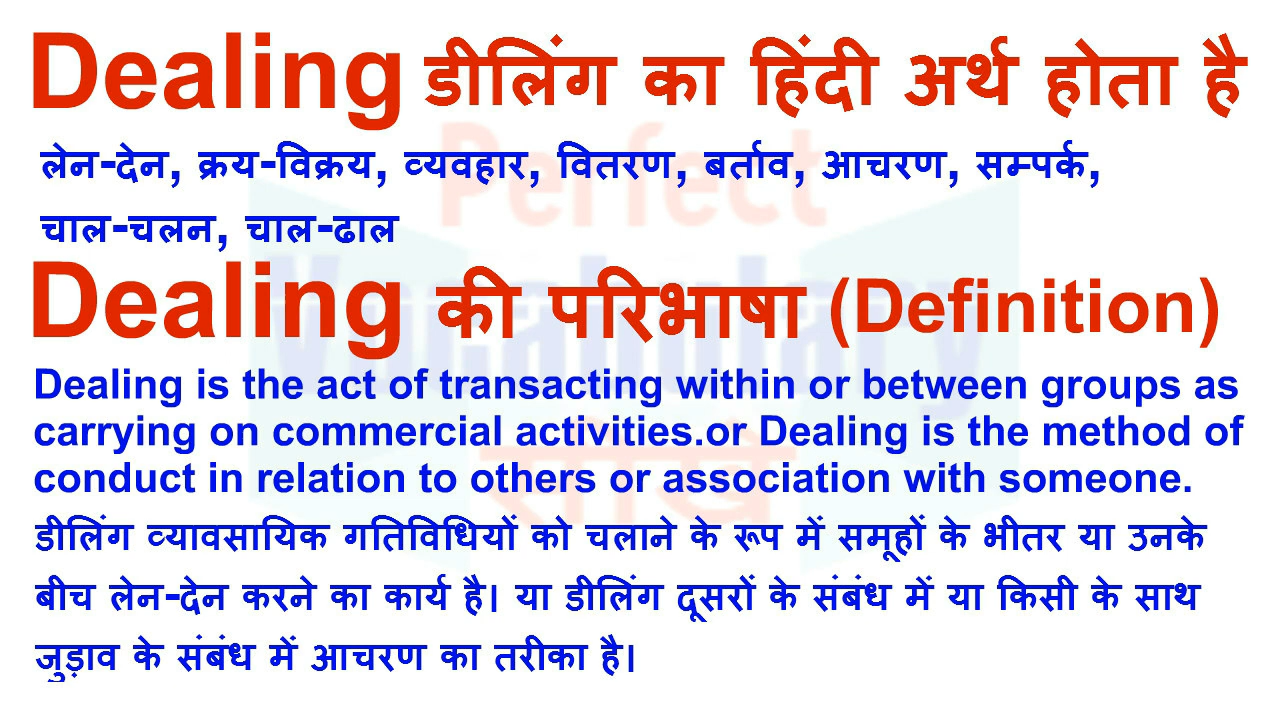 Dealing डीलिंग का हिंदी अर्थ होता है
लेन-देन, क्रय-विक्रय, व्यवहार, वितरण, बर्ताव, आचरण, सम्पर्क,
चाल-चलन, चाल-ढाल
Dealing की परिभाषा (Definition)
Dealing is the act of transacting within or between groups as
carrying on commercial activities.or Dealing is the method of
conduct in relation to others or association with someone.
डीलिंग व्यावसायिक गतिविधियों को चलाने के रूप में समूहों के भीतर या उनके
बीच लेन-देन करने का कार्य है। या डीलिंग दूसरों के संबंध में या किसी के साथ
जुड़ाव के संबंध में आचरण का तरीका है।
Perfect
Vocabulary
सीखें